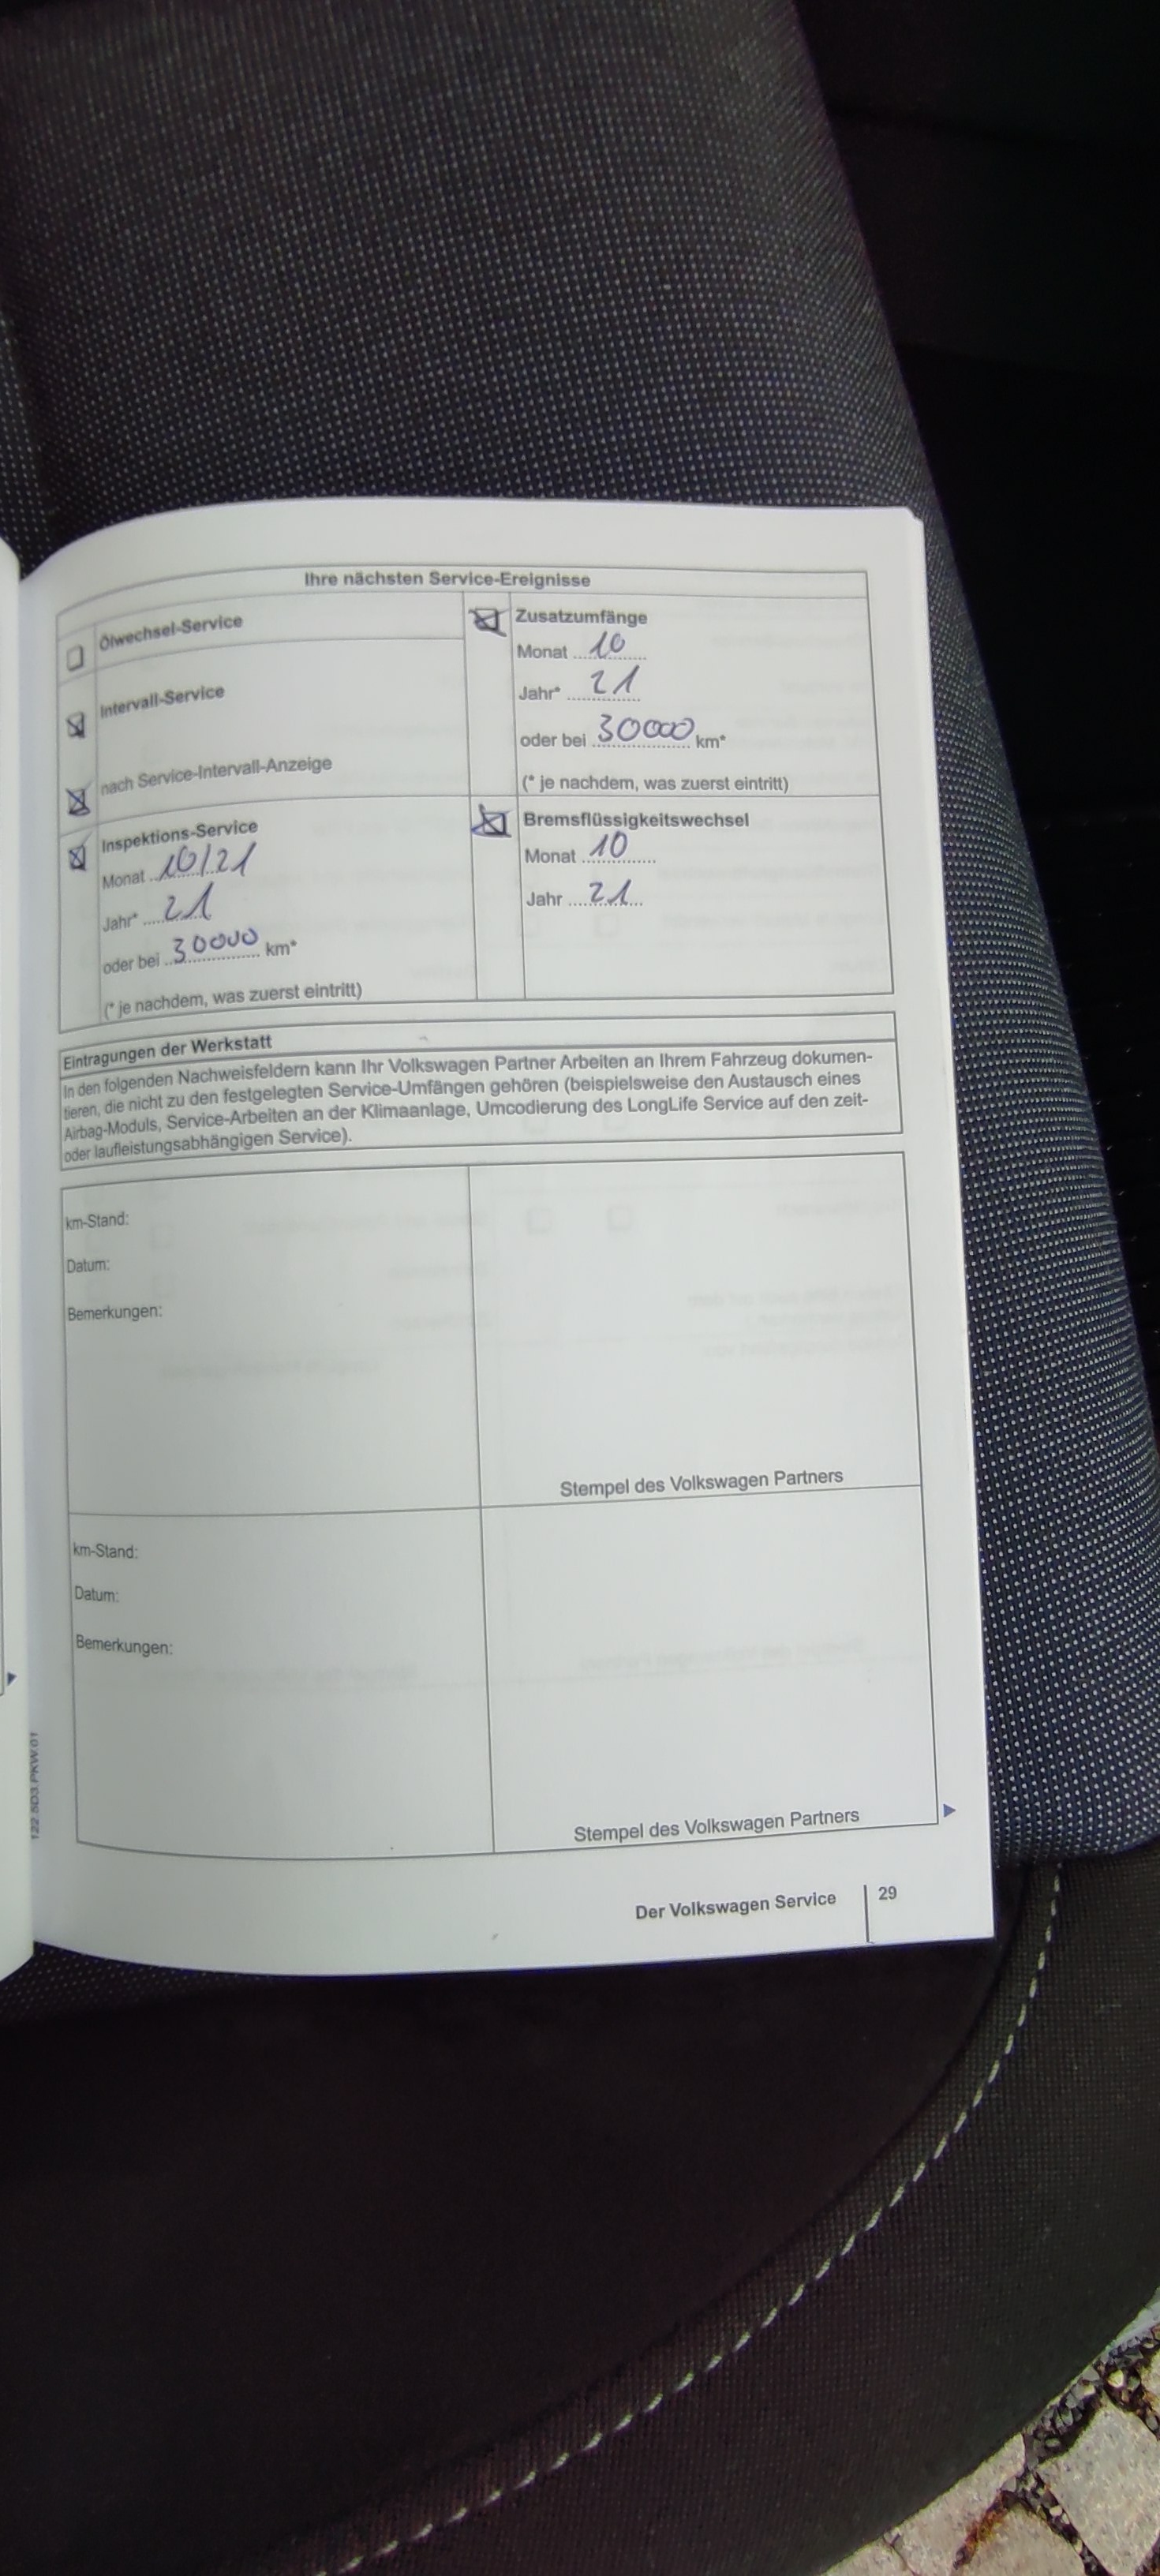 Ihre nächsten Service-Ereignisse
Ölwechsel-Service
Intervall-Service
nach Service-Intervall-Anzeige
Zusatzumfänge
Monat 10
Jahr* 21
oder bei 30000 km*
(* je nachdem, was zuerst eintritt)
Inspektions-Service
Monat 10/21
Jahr* 21
oder bei 30000 km*
(* je nachdem, was zuerst eintritt)
Bremsflüssigkeitswechsel
Monat 10
Jahr 21
Eintragungen der Werkstatt
In den folgenden Nachweisfeldern kann Ihr Volkswagen Partner Arbeiten an Ihrem Fahrzeug dokumen-
tieren, die nicht zu den festgelegten Service-Umfängen gehören (beispielsweise den Austausch eines
Airbag-Moduls, Service-Arbeiten an der Klimaanlage, Umcodierung des LongLife Service auf den zeit-
oder laufleistungsabhängigen Service).
km-Stand:
Datum:
Bemerkungen:
Stempel des Volkswagen Partners
km-Stand:
Datum:
Bemerkungen:
Stempel des Volkswagen Partners
122.5D3.PKW.01
Der Volkswagen Service 29